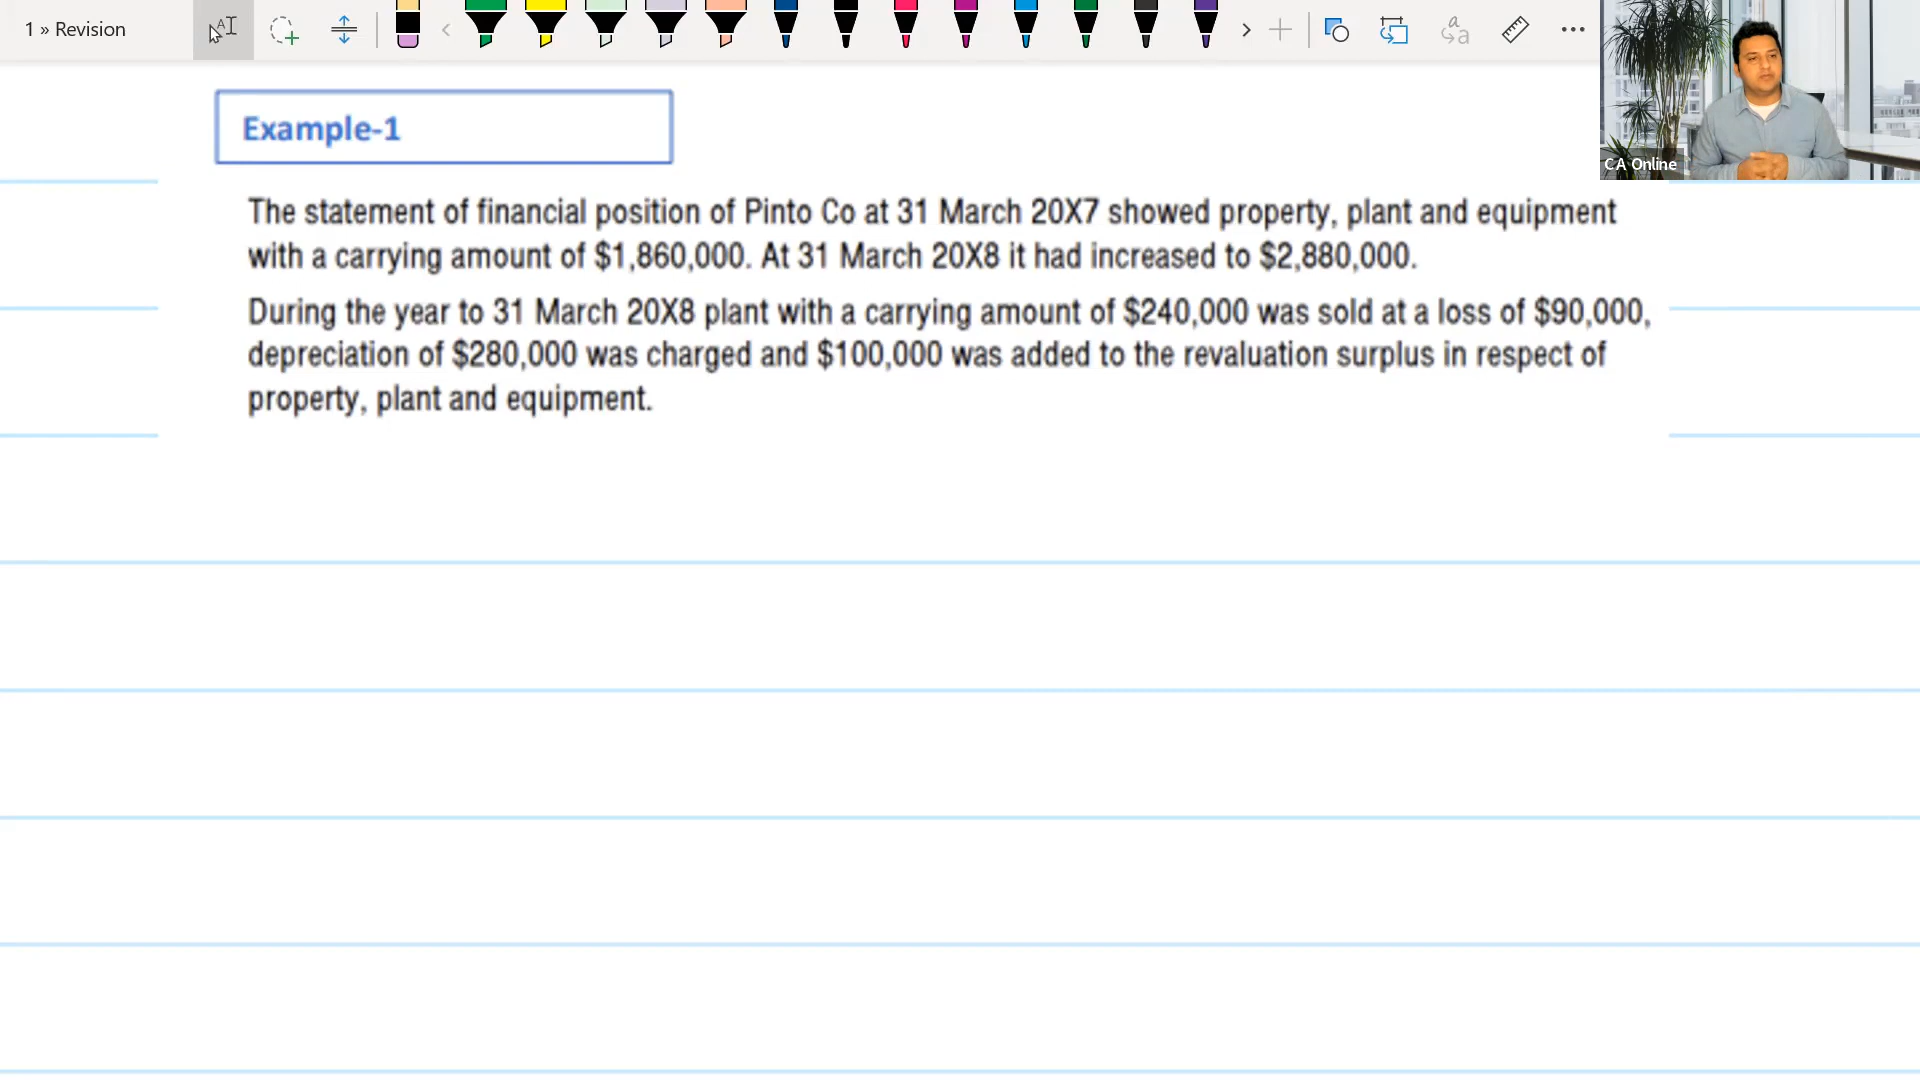 1 » Revision
CA Online
Example-1
The statement of financial position of Pinto Co at 31 March 20X7 showed property, plant and equipment
with a carrying amount of $1,860,000. At 31 March 20X8 it had increased to $2,880,000.
During the year to 31 March 20X8 plant with a carrying amount of $240,000 was sold at a loss of $90,000,
depreciation of $280,000 was charged and $100,000 was added to the revaluation surplus in respect of
property, plant and equipment.